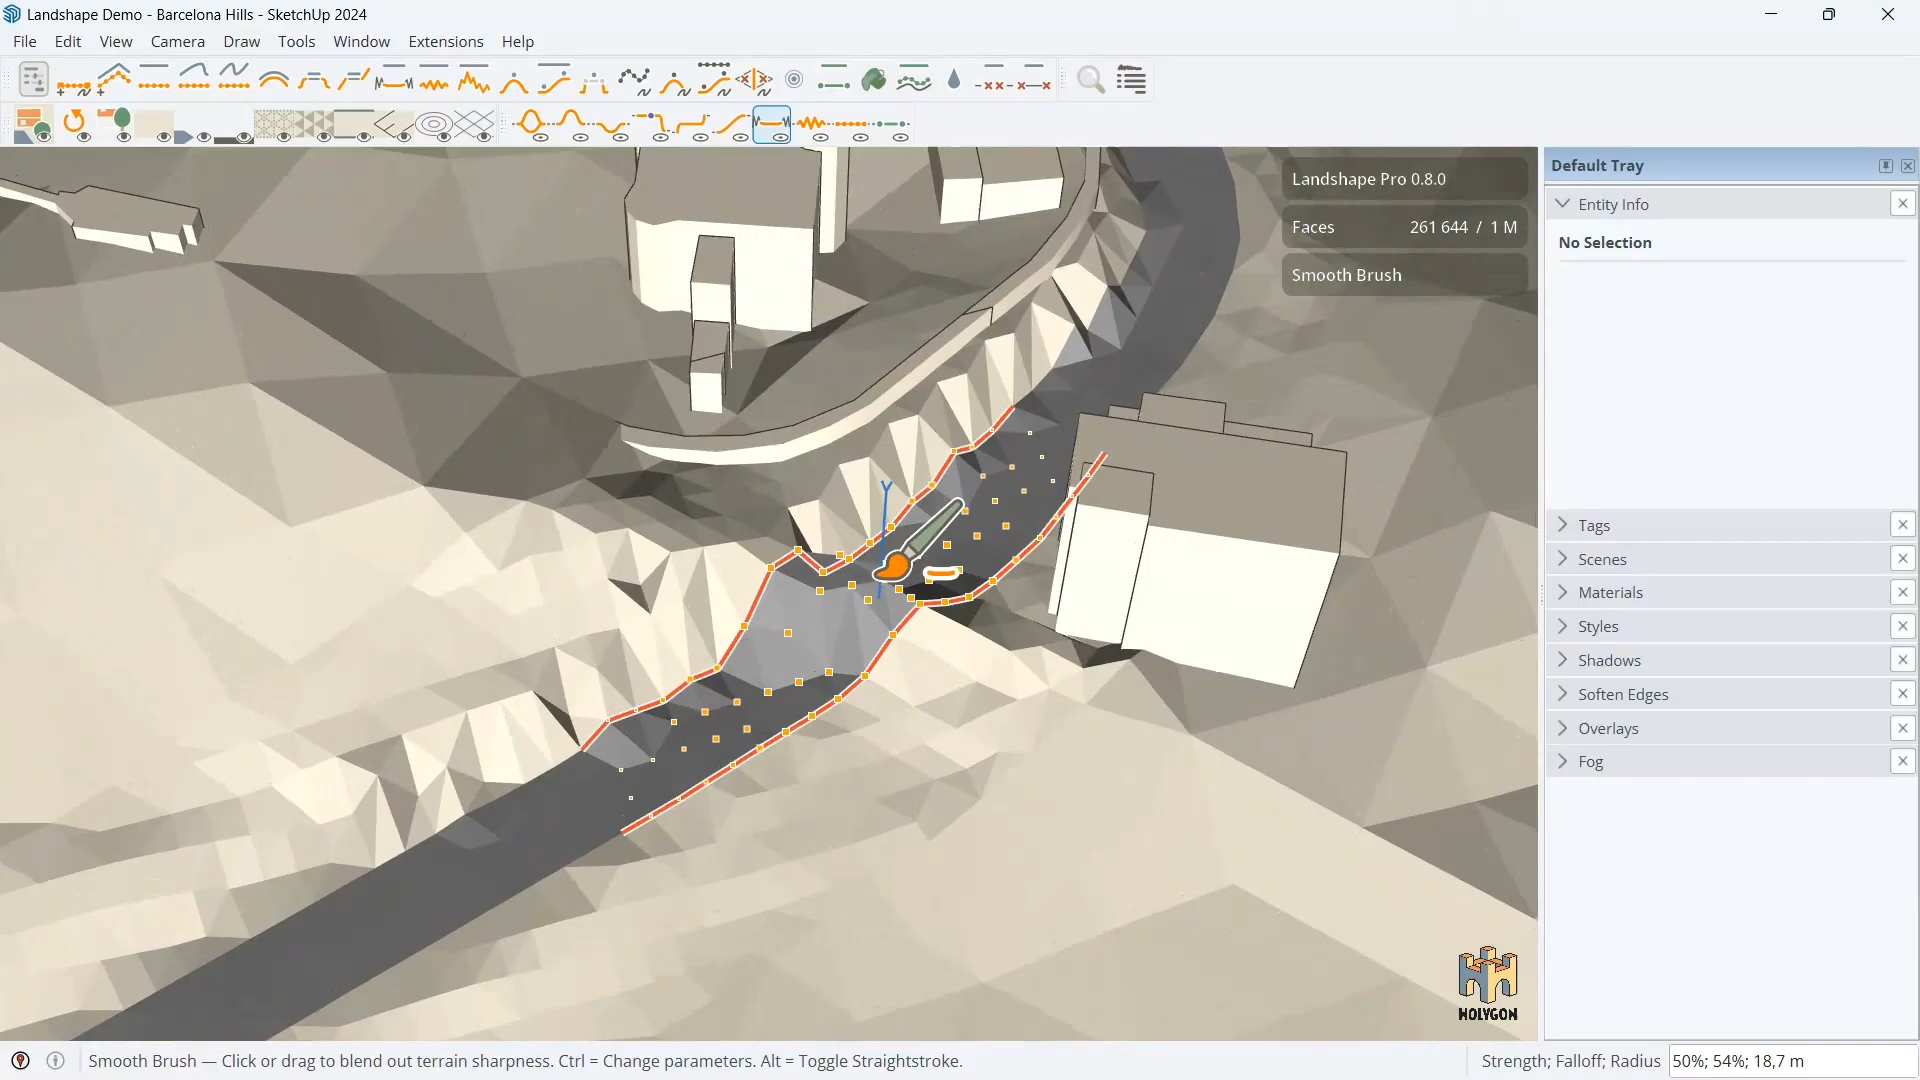 Landshape Demo - Barcelona Hills - SketchUp 2024
File Edit View Camera Draw Tools Window Extensions Help
Landshape Pro 0.8.0
Faces 261 644 / 1 M
Smooth Brush
Y
Default Tray
Entity Info
No Selection
Tags
Scenes
Materials
Styles
Shadows
Soften Edges
Overlays
Fog
HOLYGON
Smooth Brush — Click or drag to blend out terrain sharpness. Ctrl = Change parameters. Alt = Toggle Straightstroke.
Strength; Falloff; Radius 50%; 54%; 18,7 m